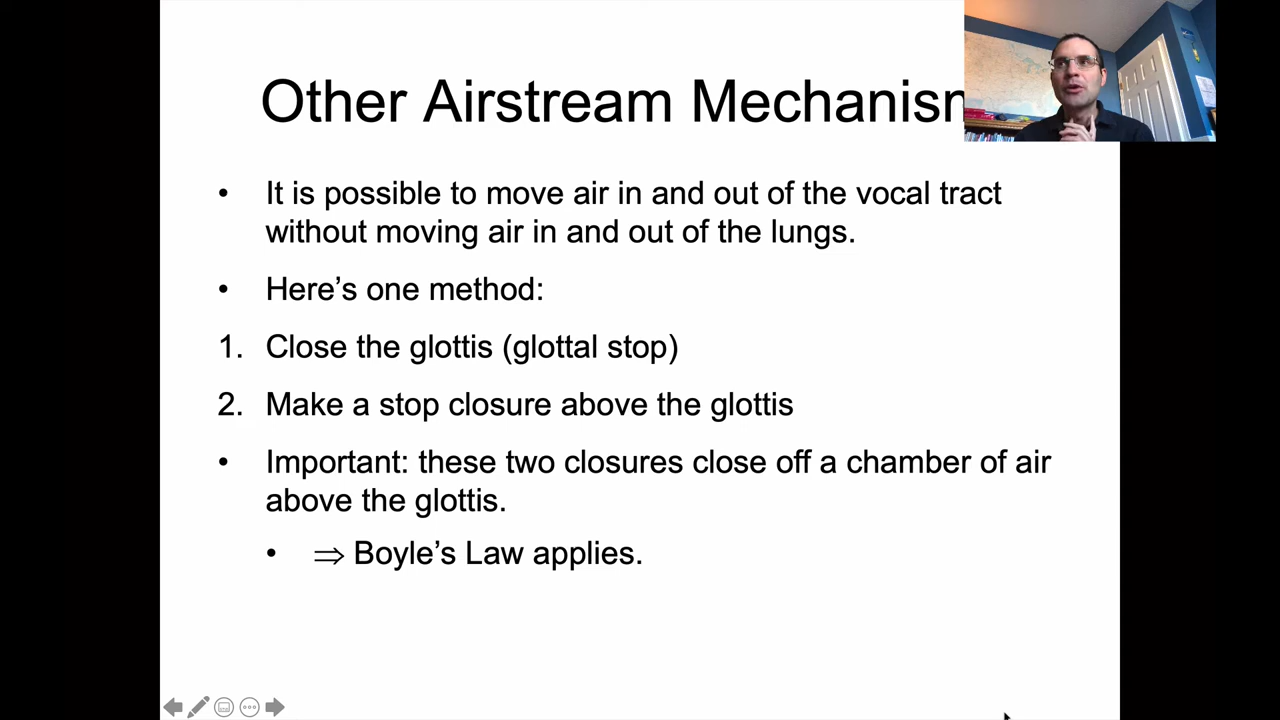 Other Airstream Mechanism
• It is possible to move air in and out of the vocal tract
without moving air in and out of the lungs.
• Here’s one method:
1. Close the glottis (glottal stop)
2. Make a stop closure above the glottis
• Important: these two closures close off a chamber of air
above the glottis.
• ⇒ Boyle’s Law applies.